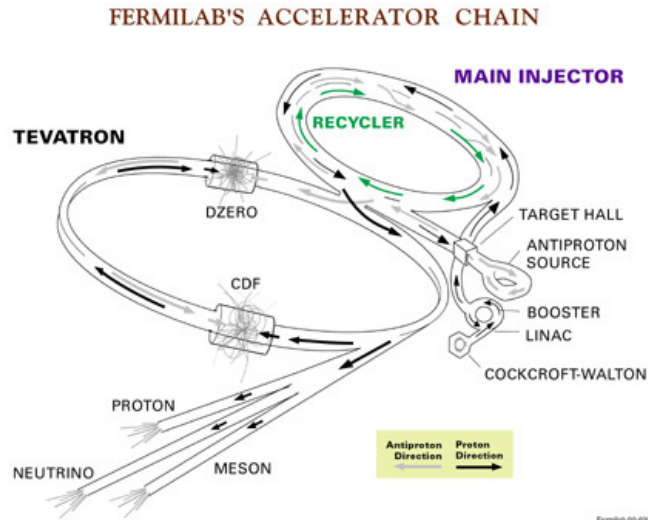 FERMILAB'S ACCELERATOR CHAIN
MAIN INJECTOR
RECYCLER
TEVATRON
DZERO
TARGET HALL
ANTIPROTON
SOURCE
CDF
BOOSTER
LINAC
COCKCROFT-WALTON
PROTON
NEUTRINO
MESON
Antiproton
Direction
Proton
Direction